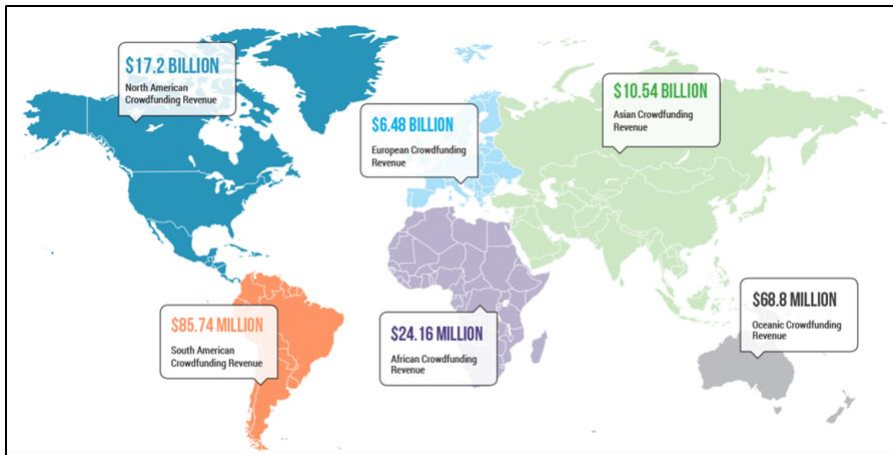 $17.2 BILLION
North American
Crowdfunding Revenue
$10.54 BILLION
Asian Crowdfunding
Revenue
$6.48 BILLION
European Crowdfunding
Revenue
$68.8 MILLION
Oceanic Crowdfunding
Revenue
$85.74 MILLION
South American
Crowdfunding Revenue
$24.16 MILLION
African Crowdfunding
Revenue